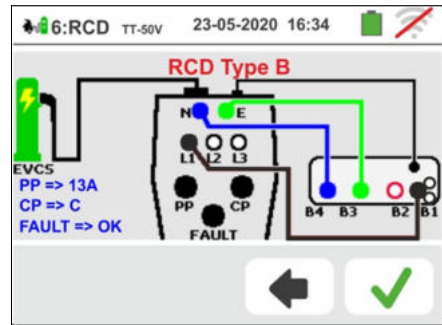 6:RCD TT-50V 23-05-2020 16:34
RCD Type B
N E
L1 L2 L3
EVCS
PP => 13A
CP => C
FAULT => OK
PP CP
FAULT
B4 B3 B2 B1